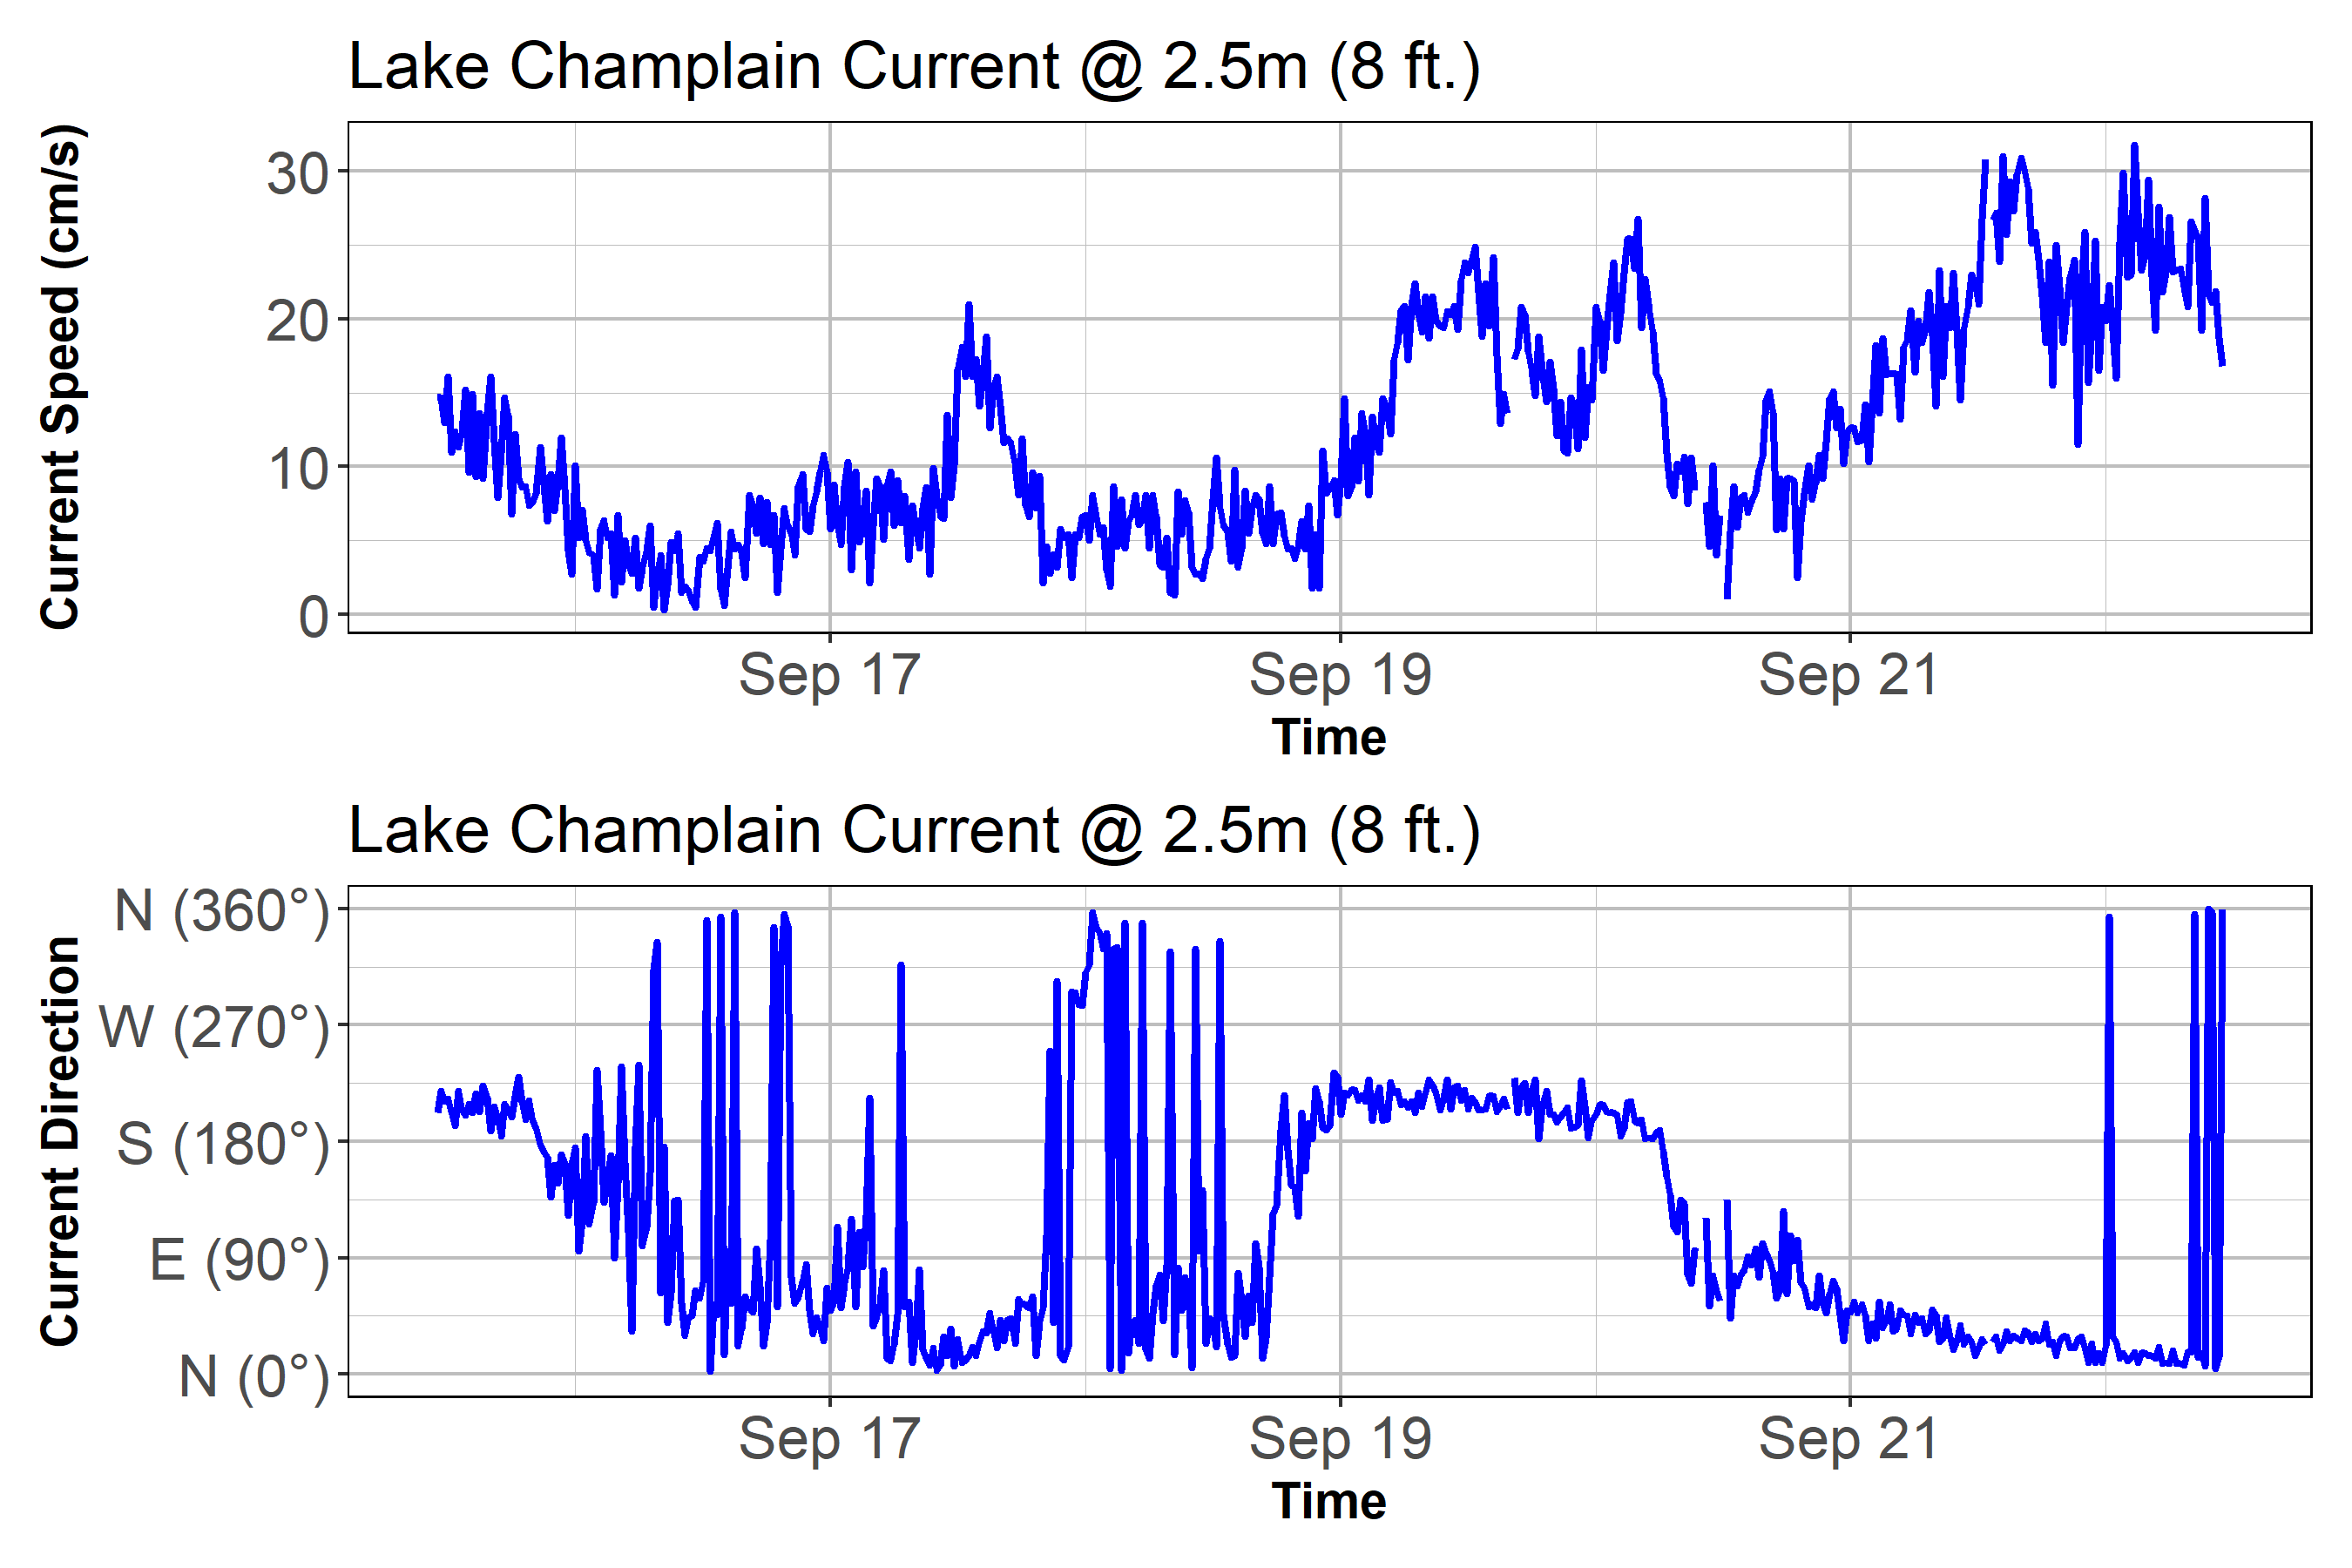 Lake Champlain Current @ 2.5m (8 ft.)
Current Speed (cm/s)
30
20
10
0
Sep 17 Sep 19 Sep 21
Time
Lake Champlain Current @ 2.5m (8 ft.)
Current Direction
N (360°)
W (270°)
S (180°)
E (90°)
N (0°)
Sep 17 Sep 19 Sep 21
Time